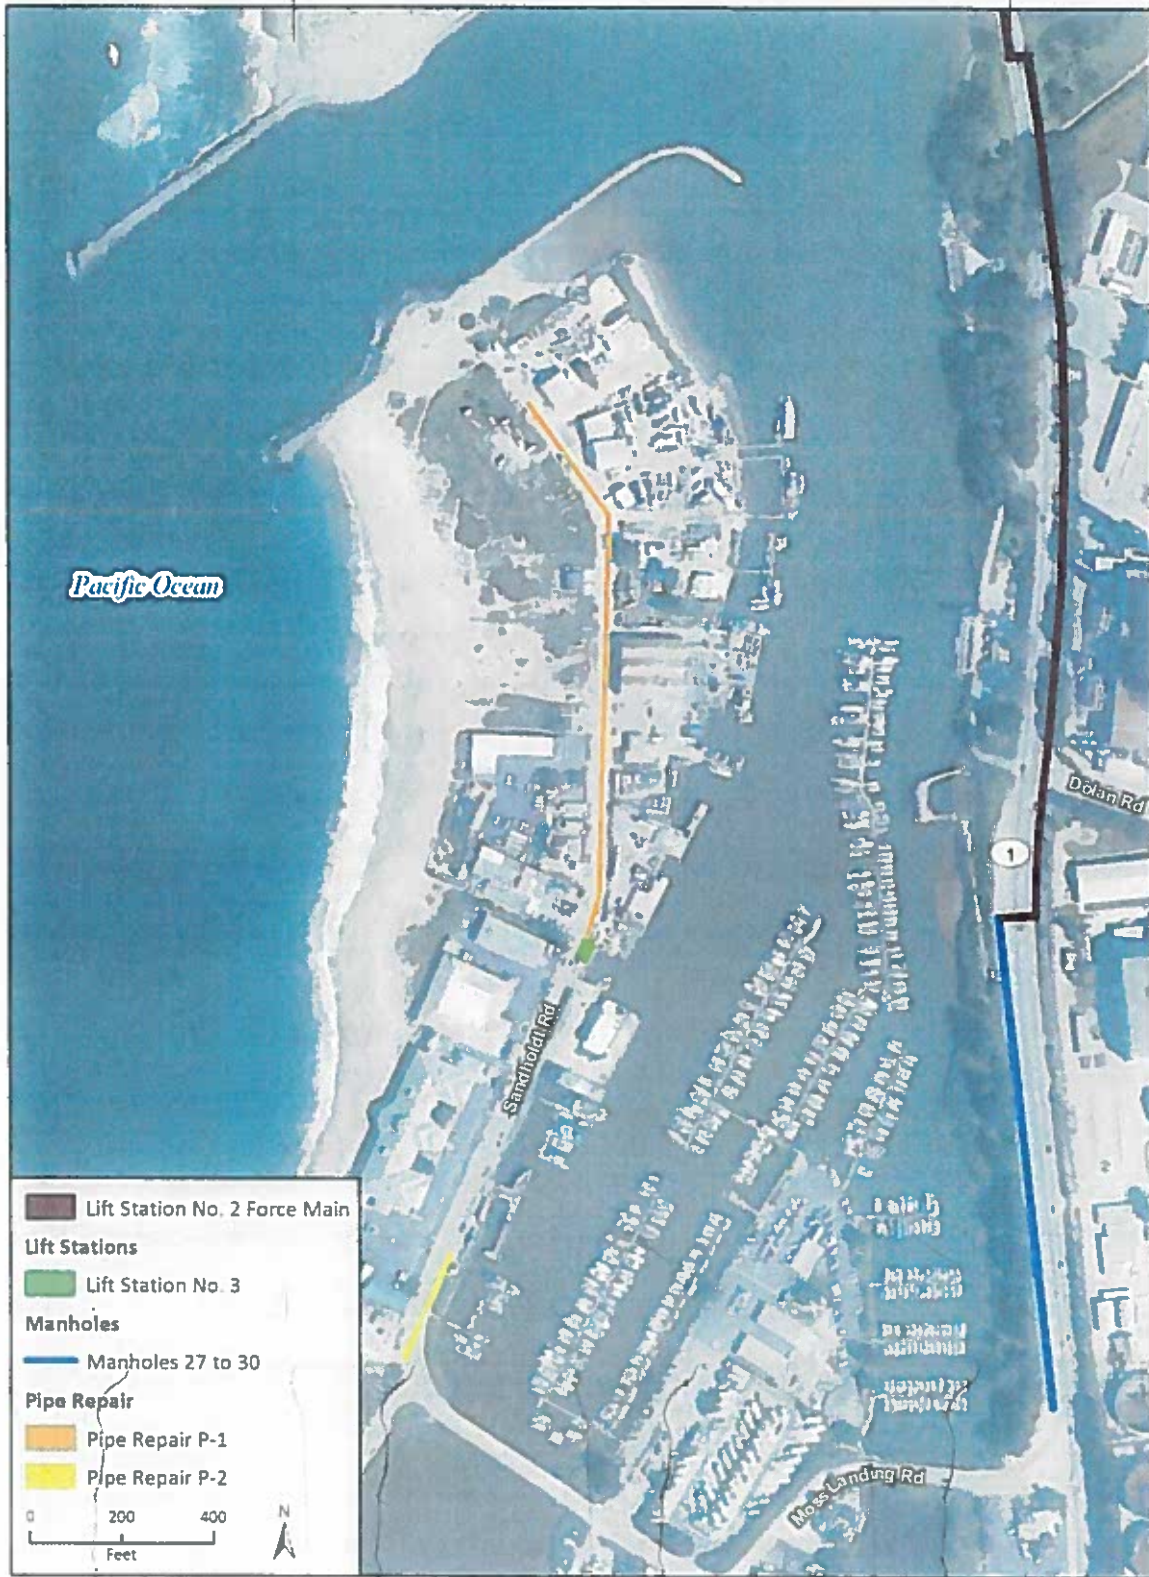 Pacific Ocean
Dolan Rd
1
Sandholdt Rd
Moss Landing Rd
Lift Station No. 2 Force Main
Lift Stations
Lift Station No. 3
Manholes
Manholes 27 to 30
Pipe Repair
Pipe Repair P-1
Pipe Repair P-2
0 200 400
Feet
N